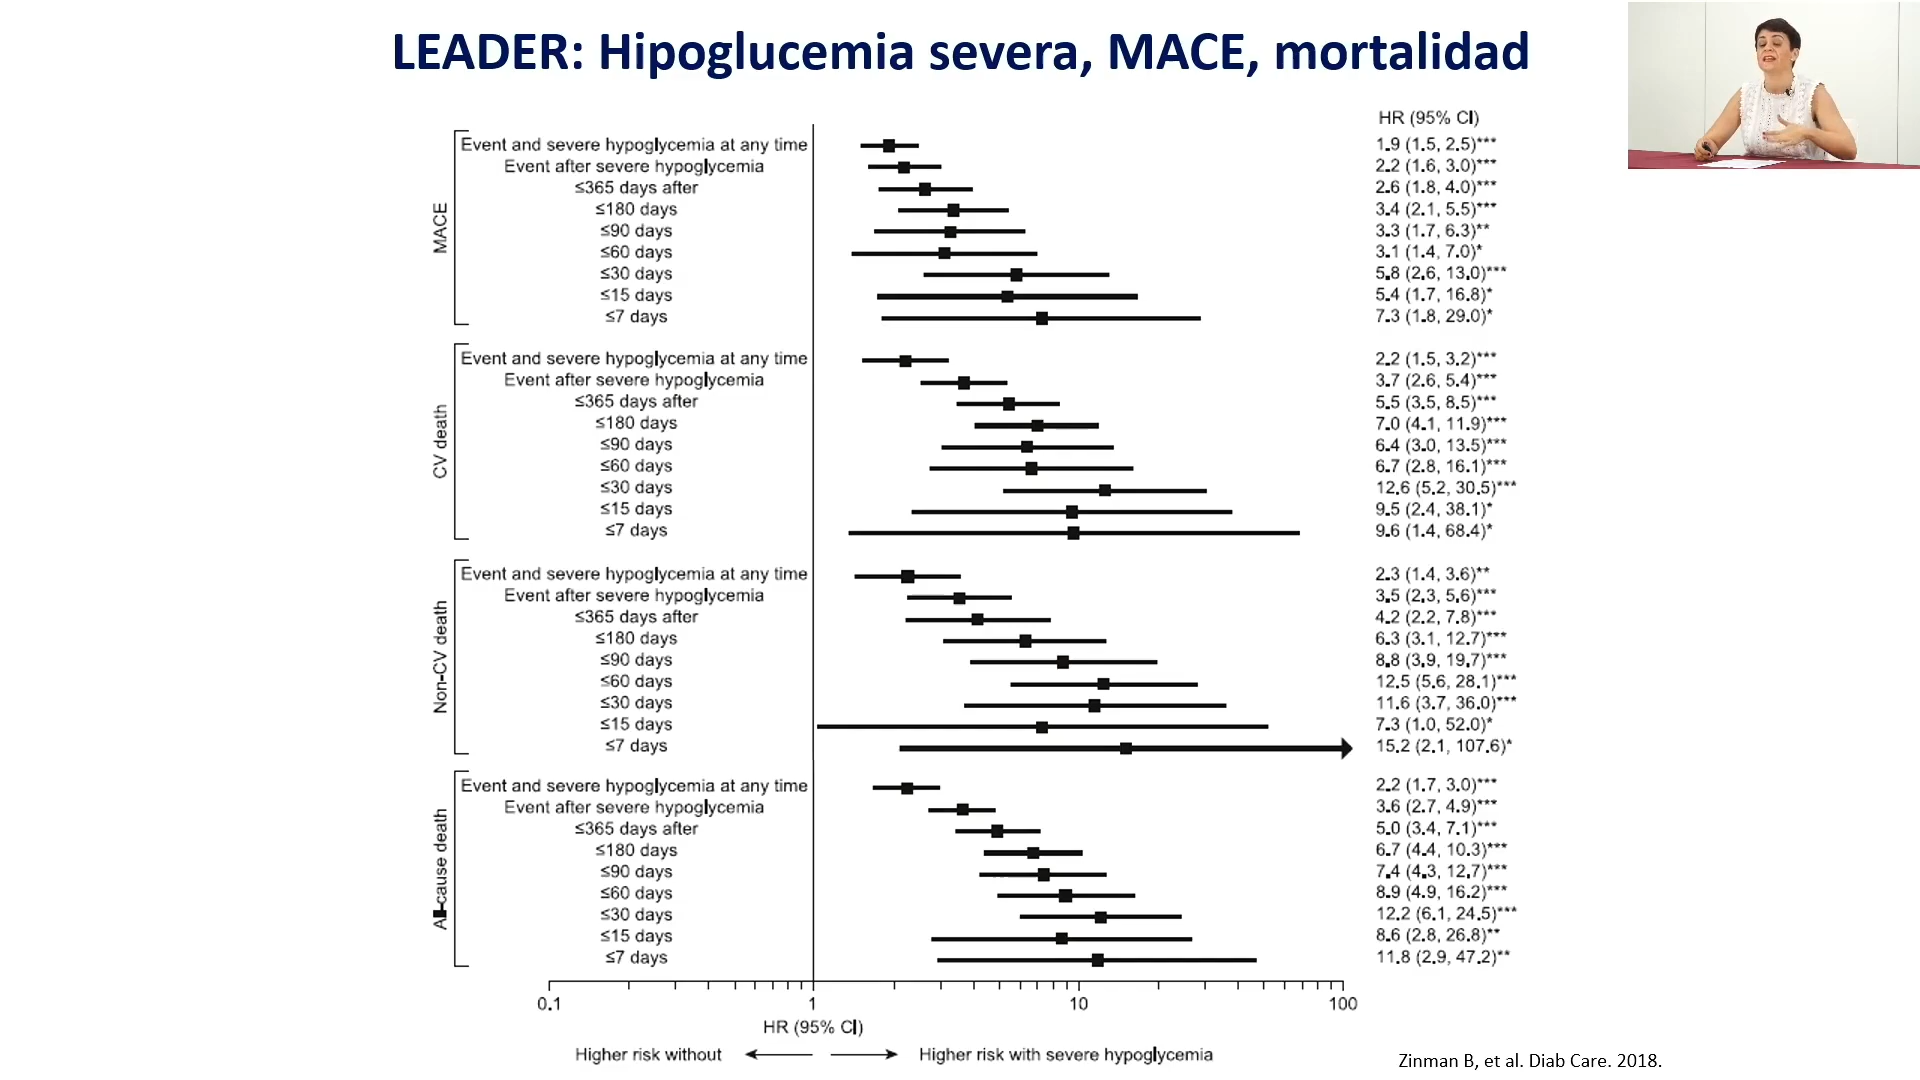 LEADER: Hipoglucemia severa, MACE, mortalidad
HR (95% CI)
MACE
Event and severe hypoglycemia at any time 1.9 (1.5, 2.5)***
Event after severe hypoglycemia 2.2 (1.6, 3.0)***
≤365 days after 2.6 (1.8, 4.0)***
≤180 days 3.4 (2.1, 5.5)***
≤90 days 3.3 (1.7, 6.3)**
≤60 days 3.1 (1.4, 7.0)*
≤30 days 5.8 (2.6, 13.0)***
≤15 days 5.4 (1.7, 16.8)*
≤7 days 7.3 (1.8, 29.0)*
CV death
Event and severe hypoglycemia at any time 2.2 (1.5, 3.2)***
Event after severe hypoglycemia 3.7 (2.6, 5.4)***
≤365 days after 5.5 (3.5, 8.5)***
≤180 days 7.0 (4.1, 11.9)***
≤90 days 6.4 (3.0, 13.5)***
≤60 days 6.7 (2.8, 16.1)***
≤30 days 12.6 (5.2, 30.5)***
≤15 days 9.5 (2.4, 38.1)*
≤7 days 9.6 (1.4, 68.4)*
Non-CV death
Event and severe hypoglycemia at any time 2.3 (1.4, 3.6)**
Event after severe hypoglycemia 3.5 (2.3, 5.6)***
≤365 days after 4.2 (2.2, 7.8)***
≤180 days 6.3 (3.1, 12.7)***
≤90 days 8.8 (3.9, 19.7)***
≤60 days 12.5 (5.6, 28.1)***
≤30 days 11.6 (3.7, 36.0)***
≤15 days 7.3 (1.0, 52.0)*
≤7 days 15.2 (2.1, 107.6)*
All-cause death
Event and severe hypoglycemia at any time 2.2 (1.7, 3.0)***
Event after severe hypoglycemia 3.6 (2.7, 4.9)***
≤365 days after 5.0 (3.4, 7.1)***
≤180 days 6.7 (4.4, 10.3)***
≤90 days 7.4 (4.3, 12.7)***
≤60 days 8.9 (4.9, 16.2)***
≤30 days 12.2 (6.1, 24.5)***
≤15 days 8.6 (2.8, 26.8)**
≤7 days 11.8 (2.9, 47.2)**
0.1 1 10 100
HR (95% CI)
Higher risk without Higher risk with severe hypoglycemia
Zinman B, et al. Diab Care. 2018.